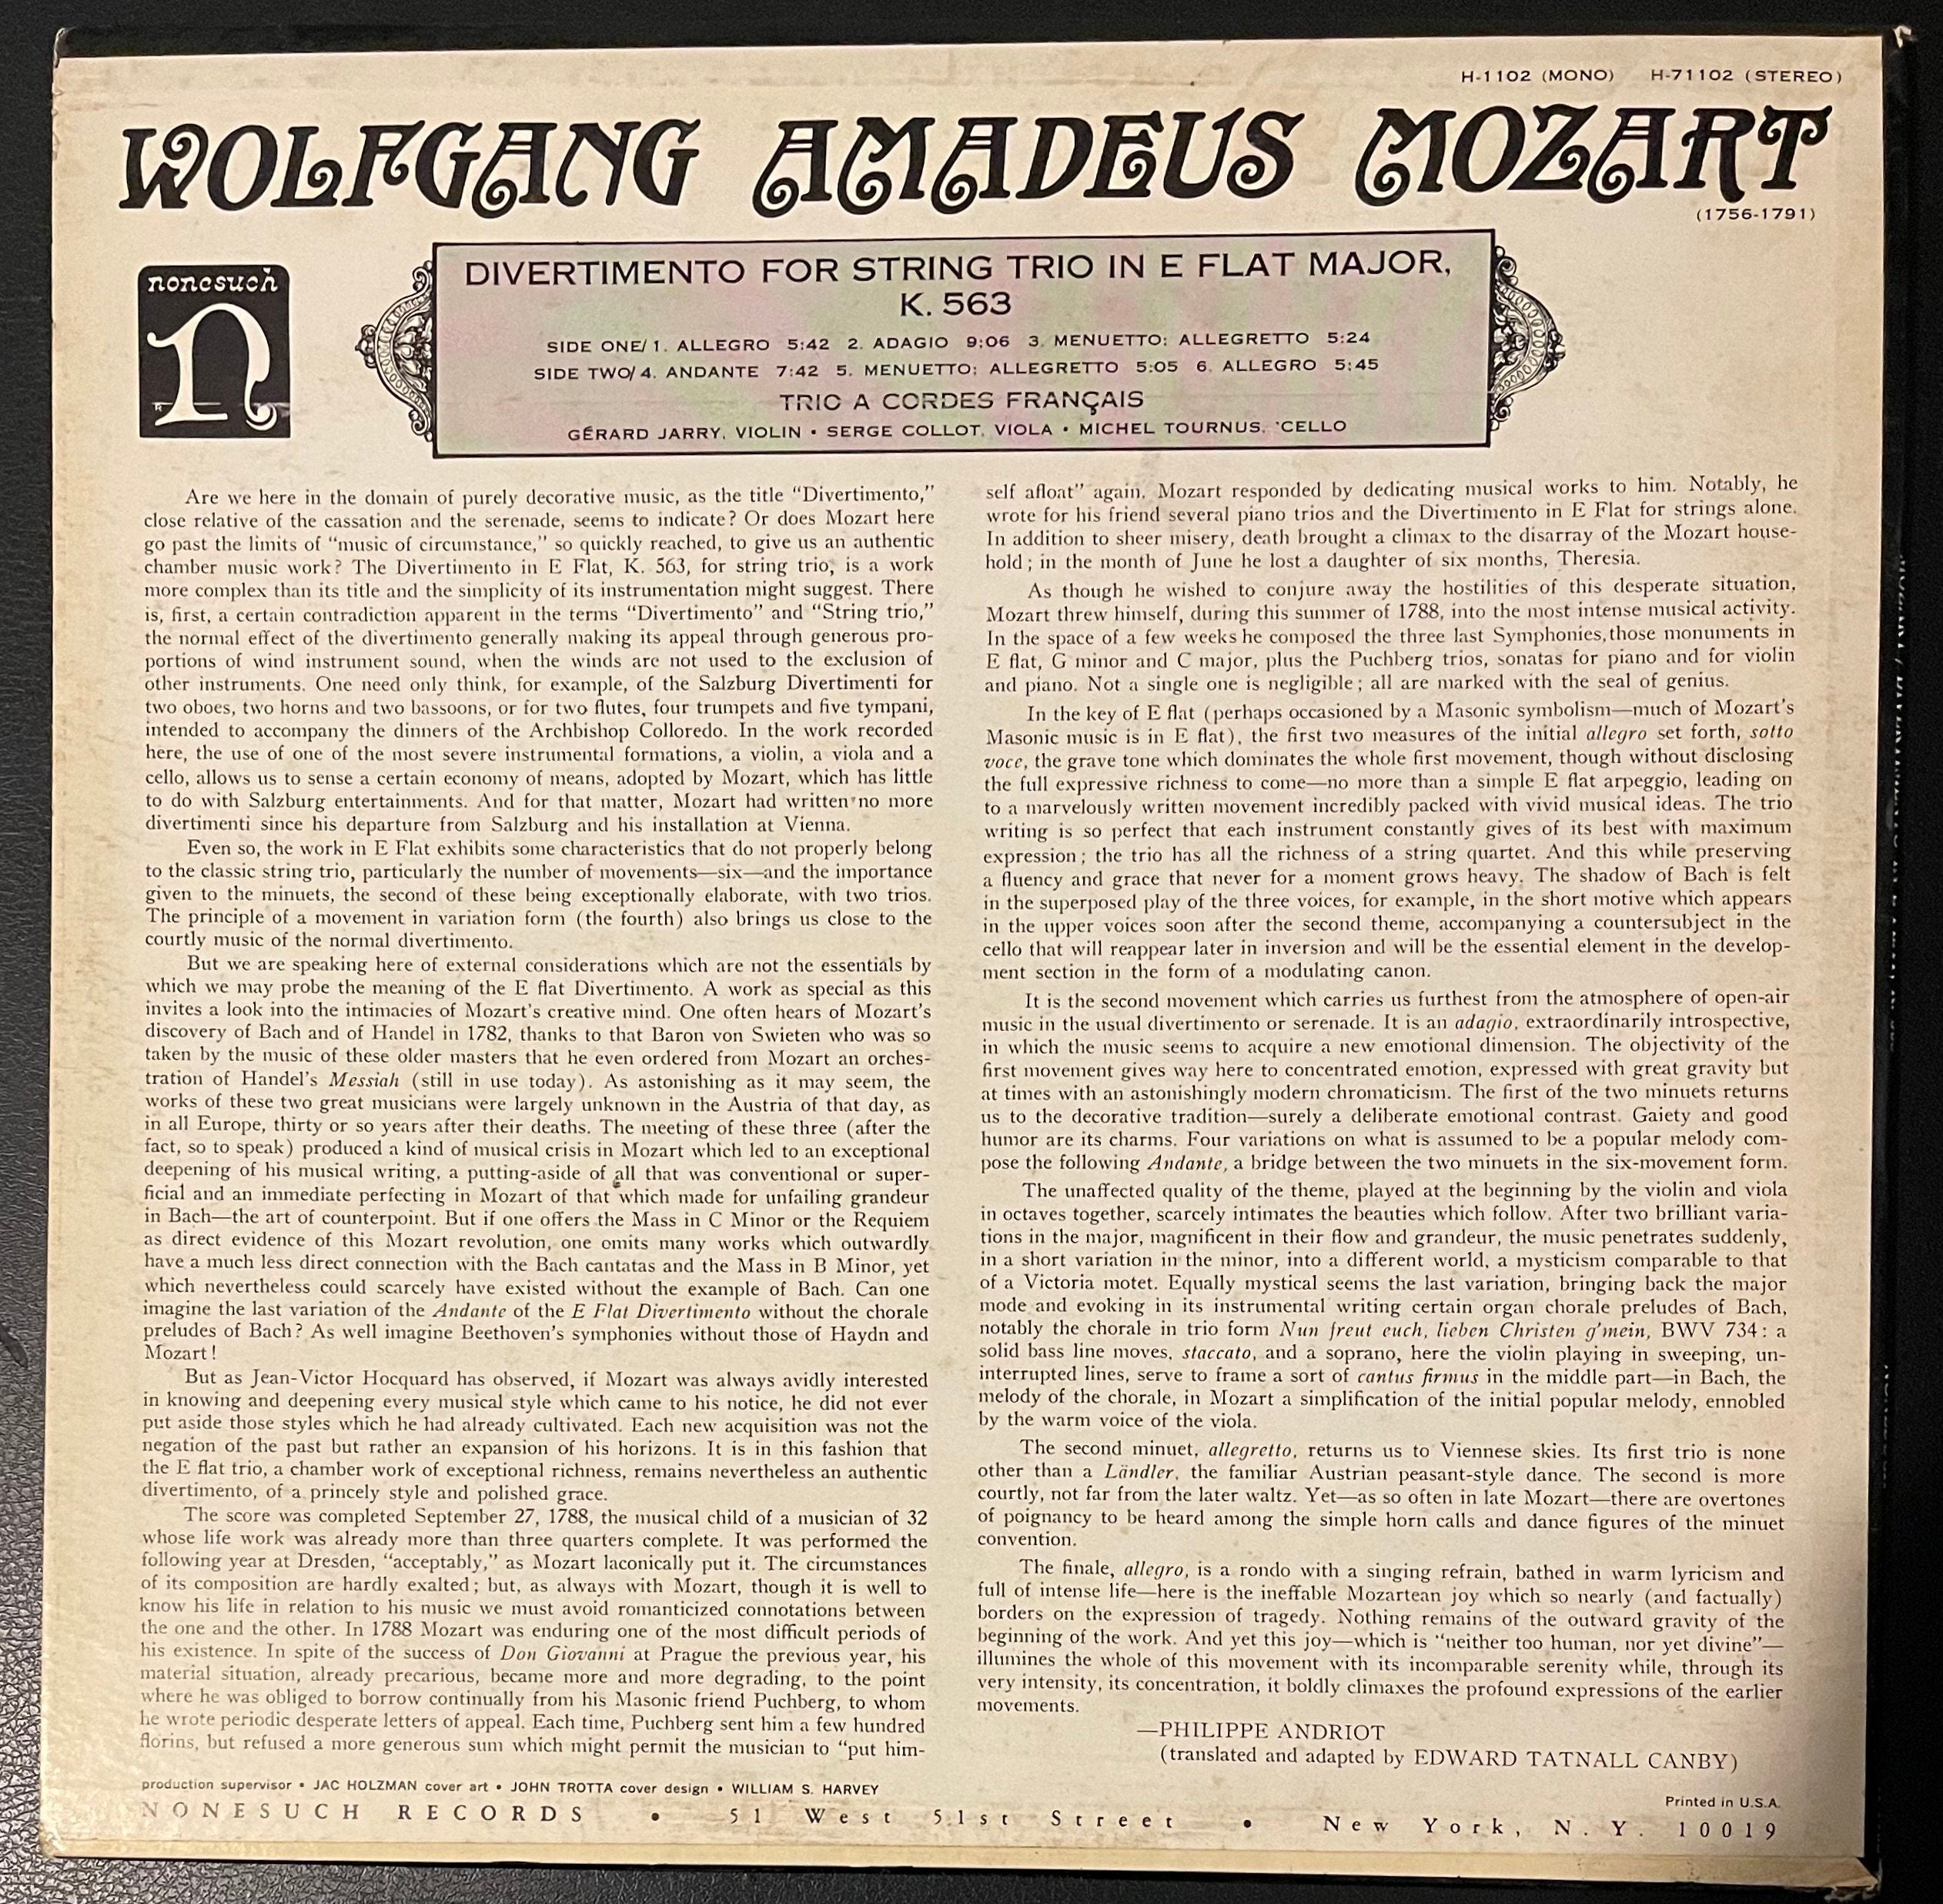 H-1102 (MONO) H-71102 (STEREO)
WOLFGANG AMADEUS MOZART
(1756-1791)
nonesuch
n
DIVERTIMENTO FOR STRING TRIO IN E FLAT MAJOR,
K. 563
SIDE ONE/ 1. ALLEGRO 5:42 2. ADAGIO 9:06 3. MENUETTO: ALLEGRETTO 5:24
SIDE TWO/ 4. ANDANTE 7:42 5. MENUETTO: ALLEGRETTO 5:05 6. ALLEGRO 5:45
TRIO A CORDES FRANÇAIS
GÉRARD JARRY, VIOLIN • SERGE COLLOT, VIOLA • MICHEL TOURNUS, 'CELLO
Are we here in the domain of purely decorative music, as the title “Divertimento,”
close relative of the cassation and the serenade, seems to indicate? Or does Mozart here
go past the limits of “music of circumstance,” so quickly reached, to give us an authentic
chamber music work? The Divertimento in E Flat, K. 563, for string trio, is a work
more complex than its title and the simplicity of its instrumentation might suggest. There
is, first, a certain contradiction apparent in the terms “Divertimento” and “String trio,”
the normal effect of the divertimento generally making its appeal through generous pro-
portions of wind instrument sound, when the winds are not used to the exclusion of
other instruments. One need only think, for example, of the Salzburg Divertimenti for
two oboes, two horns and two bassoons, or for two flutes, four trumpets and five tympani,
intended to accompany the dinners of the Archbishop Colloredo. In the work recorded
here, the use of one of the most severe instrumental formations, a violin, a viola and a
cello, allows us to sense a certain economy of means, adopted by Mozart, which has little
to do with Salzburg entertainments. And for that matter, Mozart had written no more
divertimenti since his departure from Salzburg and his installation at Vienna.
Even so, the work in E Flat exhibits some characteristics that do not properly belong
to the classic string trio, particularly the number of movements—six—and the importance
given to the minuets, the second of these being exceptionally elaborate, with two trios.
The principle of a movement in variation form (the fourth) also brings us close to the
courtly music of the normal divertimento.
But we are speaking here of external considerations which are not the essentials by
which we may probe the meaning of the E flat Divertimento. A work as special as this
invites a look into the intimacies of Mozart's creative mind. One often hears of Mozart's
discovery of Bach and of Handel in 1782, thanks to that Baron von Swieten who was so
taken by the music of these older masters that he even ordered from Mozart an orches-
tration of Handel's Messiah (still in use today). As astonishing as it may seem, the
works of these two great musicians were largely unknown in the Austria of that day, as
in all Europe, thirty or so years after their deaths. The meeting of these three (after the
fact, so to speak) produced a kind of musical crisis in Mozart which led to an exceptional
deepening of his musical writing, a putting-aside of all that was conventional or super-
ficial and an immediate perfecting in Mozart of that which made for unfailing grandeur
in Bach—the art of counterpoint. But if one offers the Mass in C Minor or the Requiem
as direct evidence of this Mozart revolution, one omits many works which outwardly
have a much less direct connection with the Bach cantatas and the Mass in B Minor, yet
which nevertheless could scarcely have existed without the example of Bach. Can one
imagine the last variation of the Andante of the E Flat Divertimento without the chorale
preludes of Bach? As well imagine Beethoven's symphonies without those of Haydn and
Mozart!
But as Jean-Victor Hocquard has observed, if Mozart was always avidly interested
in knowing and deepening every musical style which came to his notice, he did not ever
put aside those styles which he had already cultivated. Each new acquisition was not the
negation of the past but rather an expansion of his horizons. It is in this fashion that
the E flat trio, a chamber work of exceptional richness, remains nevertheless an authentic
divertimento, of a princely style and polished grace.
The score was completed September 27, 1788, the musical child of a musician of 32
whose life work was already more than three quarters complete. It was performed the
following year at Dresden, “acceptably,” as Mozart laconically put it. The circumstances
of its composition are hardly exalted; but, as always with Mozart, though it is well to
know his life in relation to his music we must avoid romanticized connotations between
the one and the other. In 1788 Mozart was enduring one of the most difficult periods of
his existence. In spite of the success of Don Giovanni at Prague the previous year, his
material situation, already precarious, became more and more degrading, to the point
where he was obliged to borrow continually from his Masonic friend Puchberg, to whom
he wrote periodic desperate letters of appeal. Each time, Puchberg sent him a few hundred
florins, but refused a more generous sum which might permit the musician to “put him-
self afloat” again. Mozart responded by dedicating musical works to him. Notably, he
wrote for his friend several piano trios and the Divertimento in E Flat for strings alone.
In addition to sheer misery, death brought a climax to the disarray of the Mozart house-
hold; in the month of June he lost a daughter of six months, Theresia.
As though he wished to conjure away the hostilities of this desperate situation,
Mozart threw himself, during this summer of 1788, into the most intense musical activity.
In the space of a few weeks he composed the three last Symphonies, those monuments in
E flat, G minor and C major, plus the Puchberg trios, sonatas for piano and for violin
and piano. Not a single one is negligible; all are marked with the seal of genius.
In the key of E flat (perhaps occasioned by a Masonic symbolism—much of Mozart's
Masonic music is in E flat), the first two measures of the initial allegro set forth, sotto
voce, the grave tone which dominates the whole first movement, though without disclosing
the full expressive richness to come—no more than a simple E flat arpeggio, leading on
to a marvelously written movement incredibly packed with vivid musical ideas. The trio
writing is so perfect that each instrument constantly gives of its best with maximum
expression; the trio has all the richness of a string quartet. And this while preserving
a fluency and grace that never for a moment grows heavy. The shadow of Bach is felt
in the superposed play of the three voices, for example, in the short motive which appears
in the upper voices soon after the second theme, accompanying a countersubject in the
cello that will reappear later in inversion and will be the essential element in the develop-
ment section in the form of a modulating canon.
It is the second movement which carries us furthest from the atmosphere of open-air
music in the usual divertimento or serenade. It is an adagio, extraordinarily introspective,
in which the music seems to acquire a new emotional dimension. The objectivity of the
first movement gives way here to concentrated emotion, expressed with great gravity but
at times with an astonishingly modern chromaticism. The first of the two minuets returns
us to the decorative tradition—surely a deliberate emotional contrast. Gaiety and good
humor are its charms. Four variations on what is assumed to be a popular melody com-
pose the following Andante, a bridge between the two minuets in the six-movement form.
The unaffected quality of the theme, played at the beginning by the violin and viola
in octaves together, scarcely intimates the beauties which follow. After two brilliant varia-
tions in the major, magnificent in their flow and grandeur, the music penetrates suddenly,
in a short variation in the minor, into a different world, a mysticism comparable to that
of a Victoria motet. Equally mystical seems the last variation, bringing back the major
mode and evoking in its instrumental writing certain organ chorale preludes of Bach,
notably the chorale in trio form Nun freut euch, lieben Christen g'mein, BWV 734: a
solid bass line moves, staccato, and a soprano, here the violin playing in sweeping, un-
interrupted lines, serve to frame a sort of cantus firmus in the middle part—in Bach, the
melody of the chorale, in Mozart a simplification of the initial popular melody, ennobled
by the warm voice of the viola.
The second minuet, allegretto, returns us to Viennese skies. Its first trio is none
other than a Ländler, the familiar Austrian peasant-style dance. The second is more
courtly, not far from the later waltz. Yet—as so often in late Mozart—there are overtones
of poignancy to be heard among the simple horn calls and dance figures of the minuet
convention.
The finale, allegro, is a rondo with a singing refrain, bathed in warm lyricism and
full of intense life—here is the ineffable Mozartean joy which so nearly (and factually)
borders on the expression of tragedy. Nothing remains of the outward gravity of the
beginning of the work. And yet this joy—which is “neither too human, nor yet divine”—
illumines the whole of this movement with its incomparable serenity while, through its
very intensity, its concentration, it boldly climaxes the profound expressions of the earlier
movements.
—PHILIPPE ANDRIOT
(translated and adapted by EDWARD TATNALL CANBY)
production supervisor • JAC HOLZMAN cover art • JOHN TROTTA cover design • WILLIAM S. HARVEY
Printed in U.S.A.
NONESUCH RECORDS • 51 West 51st Street • New York, N. Y. 10019